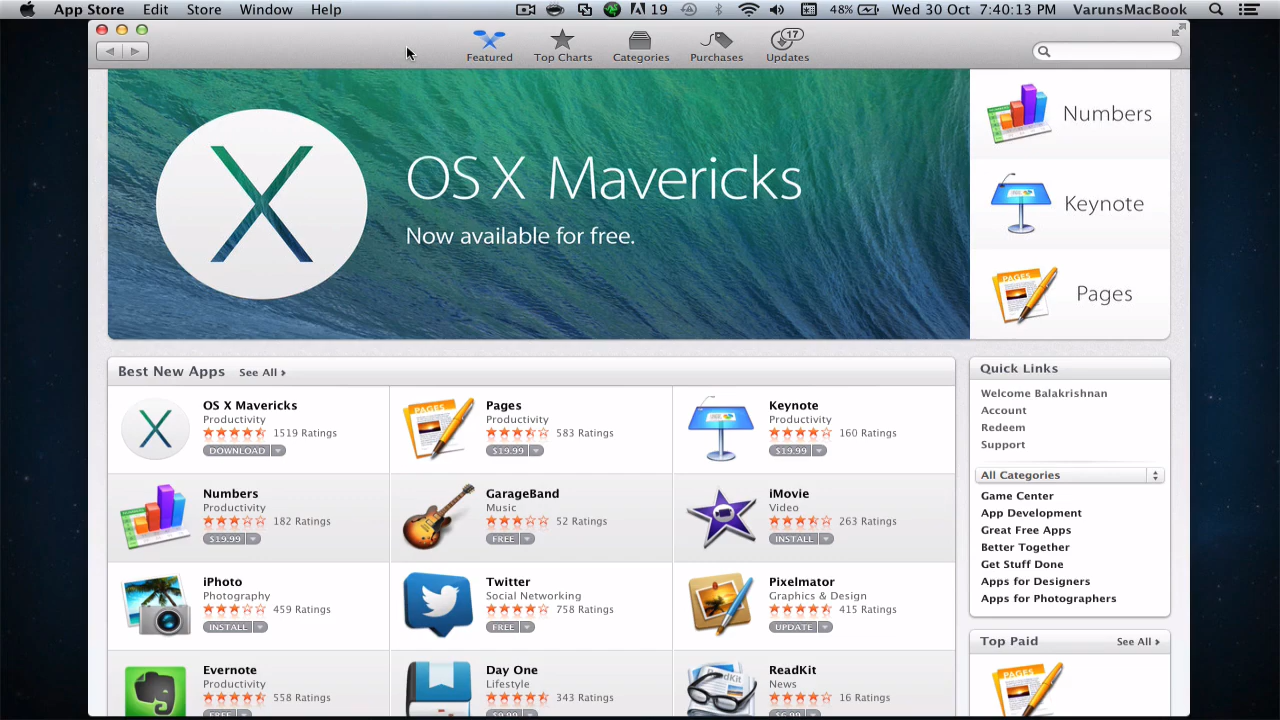 App Store Edit Store Window Help 19 48% Wed 30 Oct 7:40:13 PM VarunsMacBook
Featured Top Charts Categories Purchases 17 Updates
OS X Mavericks
Now available for free.
Numbers
Keynote
PAGES Pages
Best New Apps See All
OS X Mavericks
Productivity
1519 Ratings
DOWNLOAD
PAGES
Pages
Productivity
583 Ratings
$19.99
Keynote
Productivity
160 Ratings
$19.99
Numbers
Productivity
182 Ratings
$19.99
GarageBand
Music
52 Ratings
FREE
iMovie
Video
263 Ratings
INSTALL
iPhoto
Photography
459 Ratings
INSTALL
Twitter
Social Networking
758 Ratings
FREE
Pixelmator
Graphics & Design
415 Ratings
UPDATE
Evernote
Productivity
558 Ratings
FREE
Day One
Lifestyle
343 Ratings
ReadKit
ReadKit
News
16 Ratings
Quick Links
Welcome Balakrishnan
Account
Redeem
Support
All Categories
Game Center
App Development
Great Free Apps
Better Together
Get Stuff Done
Apps for Designers
Apps for Photographers
Top Paid See All
PAGES